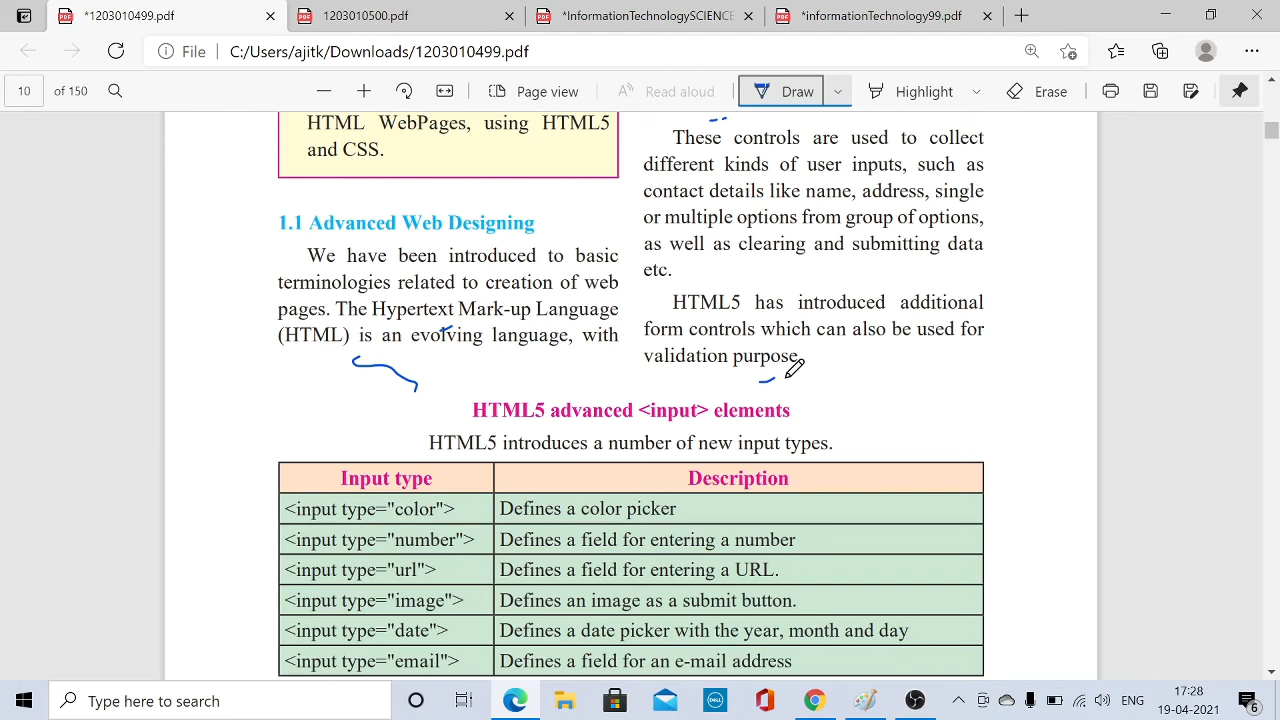 *1203010499.pdf
*1203010500.pdf
*InformationTechnologySCIENCE
*InformationTechnology
File
C:/Users/ajitk/Downloads/1203010499.pdf
10
of 150
Page view
Read aloud
Draw
Highlight
Erase
HTML WebPages, using HTML5
and CSS.
1.1 Advanced Web Designing
We have been introduced to basic
terminologies related to creation of web
pages. The Hypertext Mark-up Language
(HTML) is an evolving language, with
These controls are used to collect
different kinds of user inputs, such as
contact details like name, address, single
or multiple options from group of options,
as well as clearing and submitting data
etc.
HTML5 has introduced additional
form controls which can also be used for
validation purpose.
HTML5 advanced <input> elements
HTML5 introduces a number of new input types.
Input type Description
<input type="color"> Defines a color picker
<input type="number"> Defines a field for entering a number
<input type="url"> Defines a field for entering a URL.
<input type="image"> Defines an image as a submit button.
<input type="date"> Defines a date picker with the year, month and day
<input type="email"> Defines a field for an e-mail address
Type here to search
DELL
ENG
17:28
19-04-2021
6